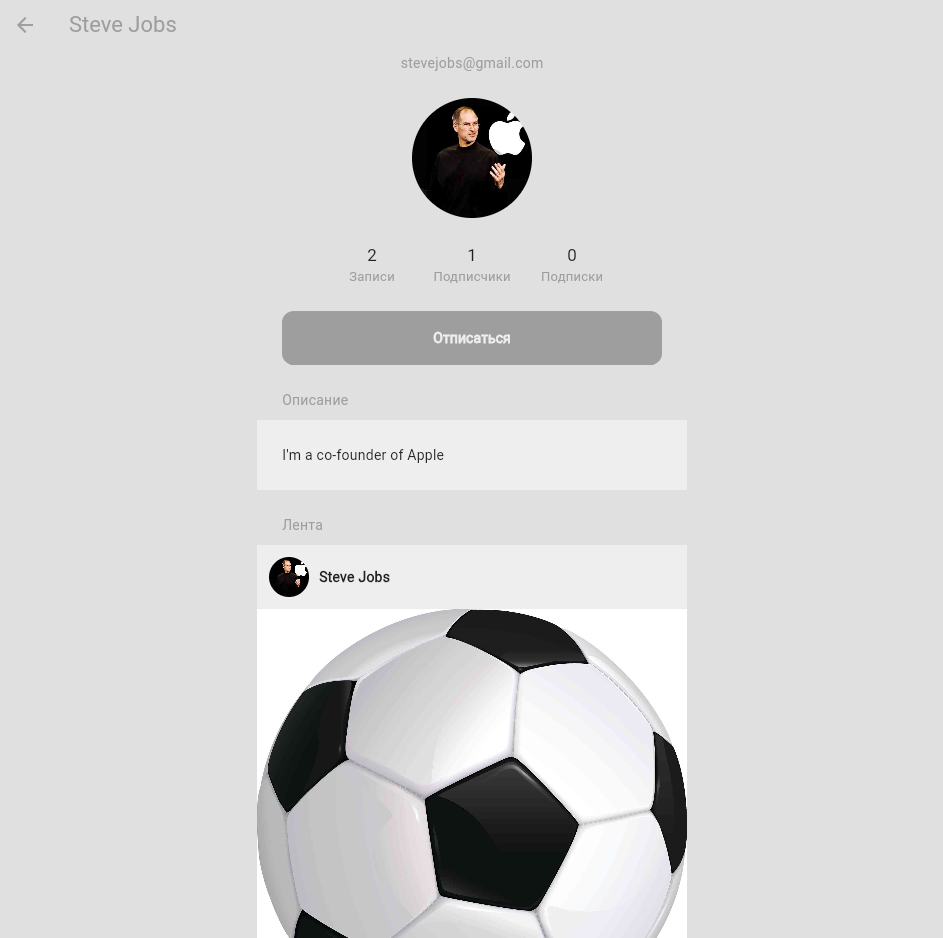 Steve Jobs
stevejobs@gmail.com
2 1 0
Записи Подписчики Подписки
Отписаться
Описание
I'm a co-founder of Apple
Лента
Steve Jobs